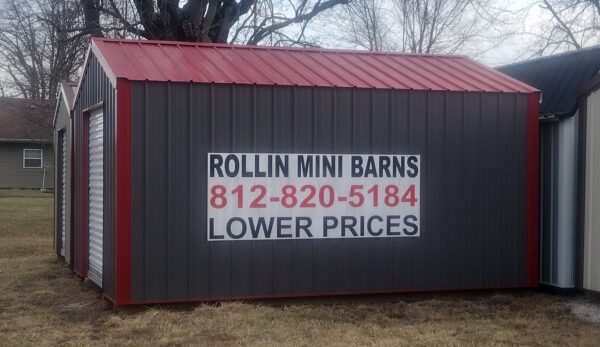 ROLLIN MINI BARNS
812-820-5184
LOWER PRICES